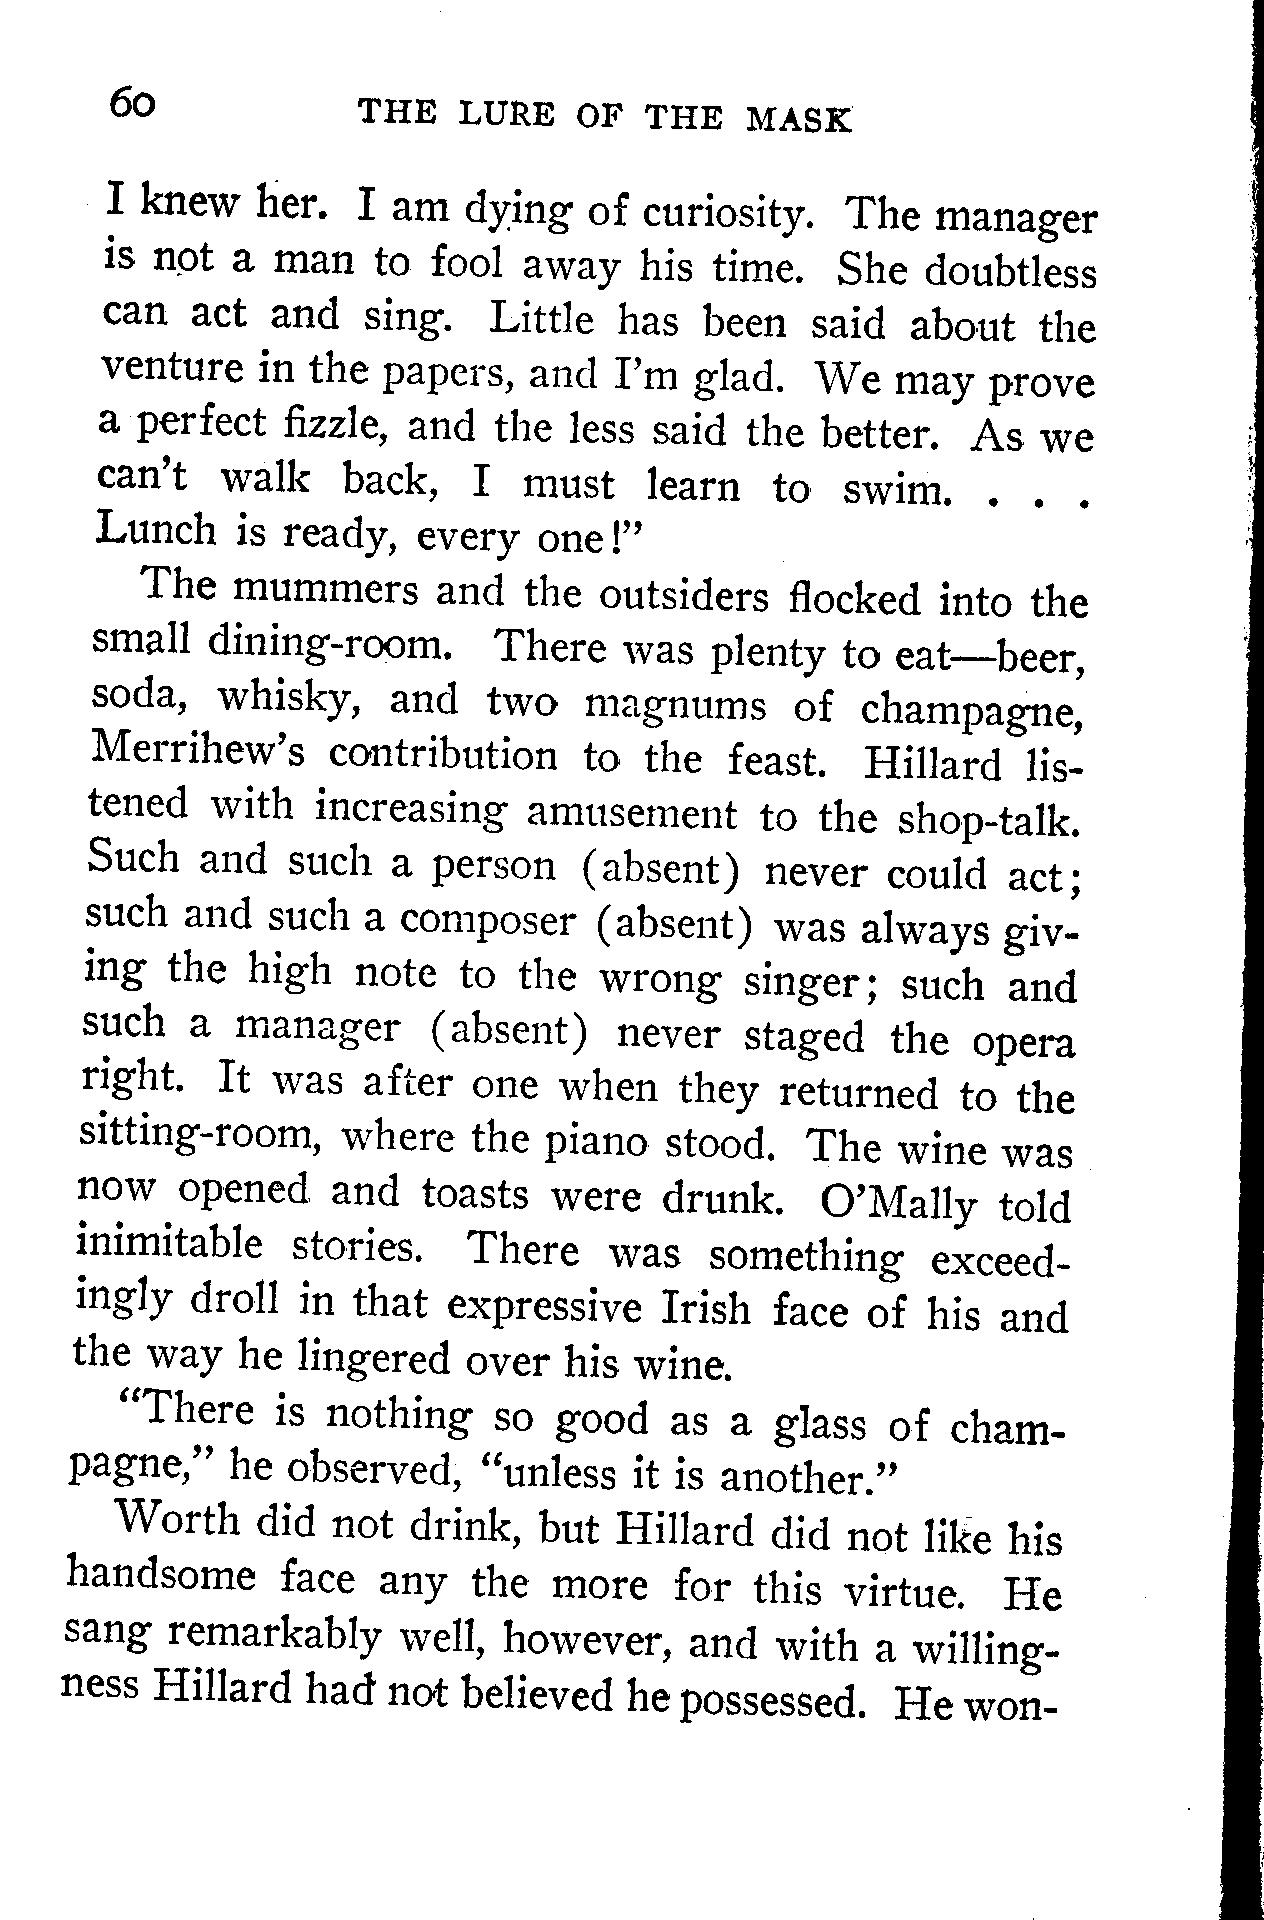 60 THE LURE OF THE MASK
I knew her. I am dying of curiosity. The manager
is not a man to fool away his time. She doubtless
can act and sing. Little has been said about the
venture in the papers, and I'm glad. We may prove
a perfect fizzle, and the less said the better. As we
can't walk back, I must learn to swim. . . .
Lunch is ready, every one!"
The mummers and the outsiders flocked into the
small dining-room. There was plenty to eat—beer,
soda, whisky, and two magnums of champagne,
Merrihew's contribution to the feast. Hillard lis-
tened with increasing amusement to the shop-talk.
Such and such a person (absent) never could act;
such and such a composer (absent) was always giv-
ing the high note to the wrong singer; such and
such a manager (absent) never staged the opera
right. It was after one when they returned to the
sitting-room, where the piano stood. The wine was
now opened and toasts were drunk. O'Mally told
inimitable stories. There was something exceed-
ingly droll in that expressive Irish face of his and
the way he lingered over his wine.
"There is nothing so good as a glass of cham-
pagne," he observed, "unless it is another."
Worth did not drink, but Hillard did not like his
handsome face any the more for this virtue. He
sang remarkably well, however, and with a willing-
ness Hillard had not believed he possessed. He won-